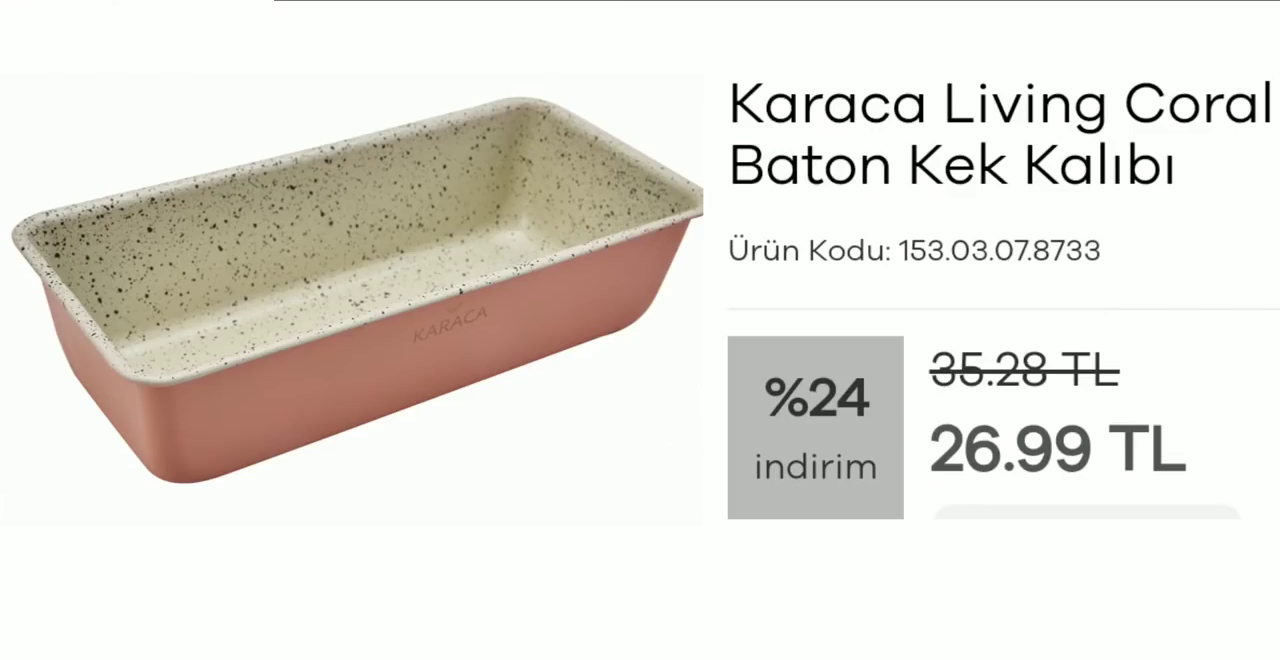 KARACA
Karaca Living Coral
Baton Kek Kalıbı
Ürün Kodu: 153.03.07.8733
%24
indirim
35.28 TL
26.99 TL